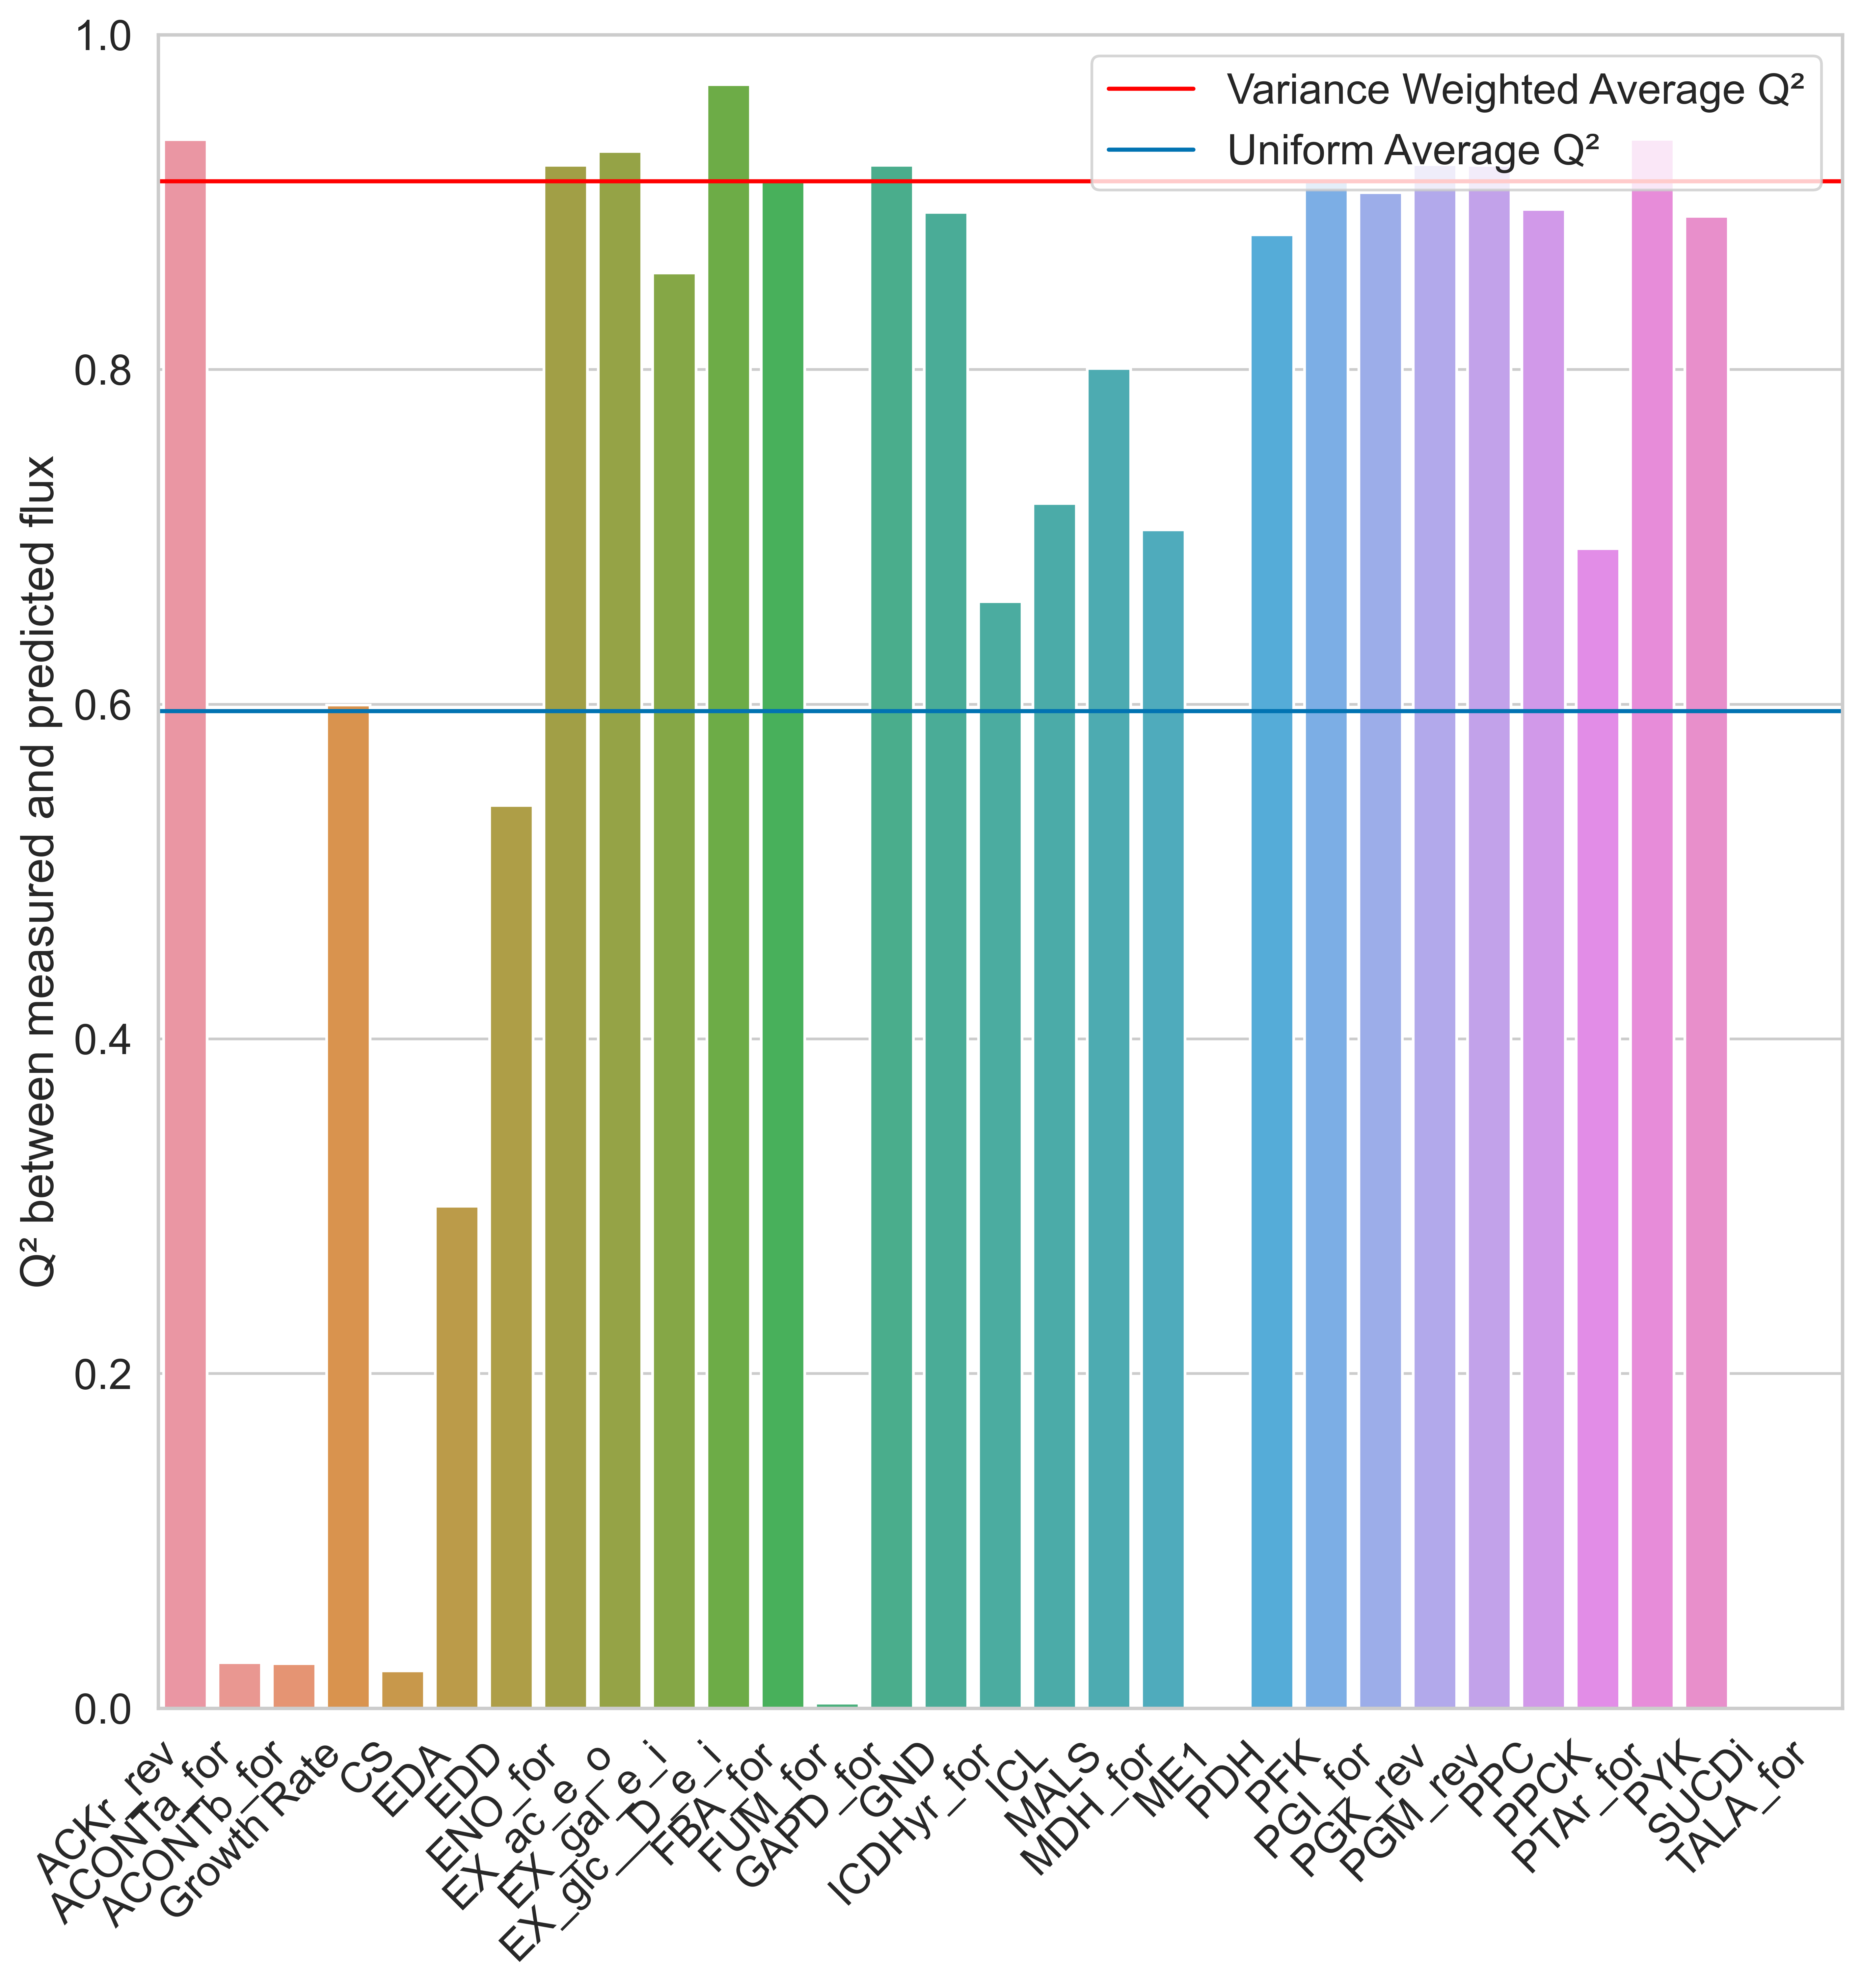 1.0
0.8
0.6
0.4
0.2
0.0
Q² between measured and predicted flux
Variance Weighted Average Q²
Uniform Average Q²
ACKr_rev
ACONTa_for
ACONTb_for
Growth Rate
CS
EDA
EDD
ENO_for
EX_ac_e_o
EX_gal_e_i
EX_glc__D_e_i
FBA_for
FUM_for
GAPD_for
GND
ICDHyr_for
ICL
MALS
MDH_for
ME1
PDH
PFK
PGI_for
PGK_rev
PGM_rev
PPC
PPCK
PTAr_for
PYK
SUCDi
TALA_for